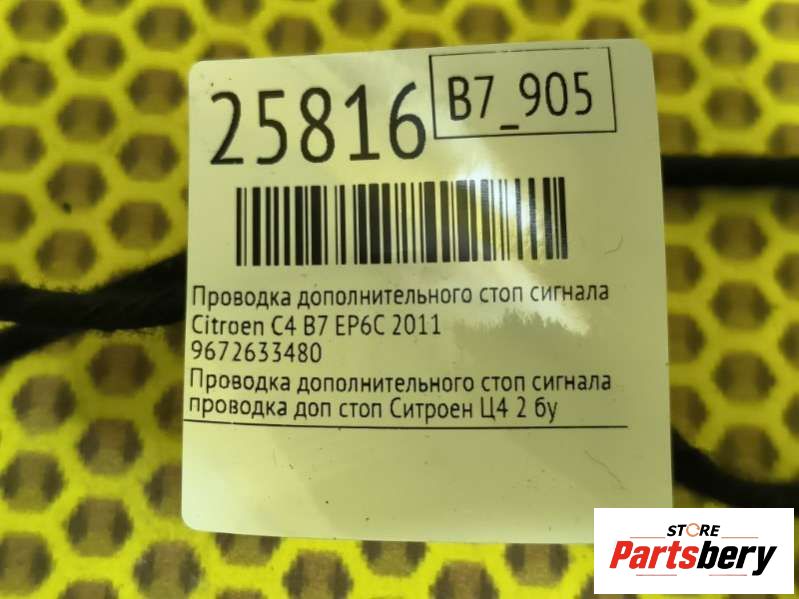 25816
B7_905
Проводка дополнительного стоп сигнала
Citroen C4 B7 EP6C 2011
9672633480
Проводка дополнительного стоп сигнала
проводка доп стоп Ситроен Ц4 2 бу
STORE
Partsbery